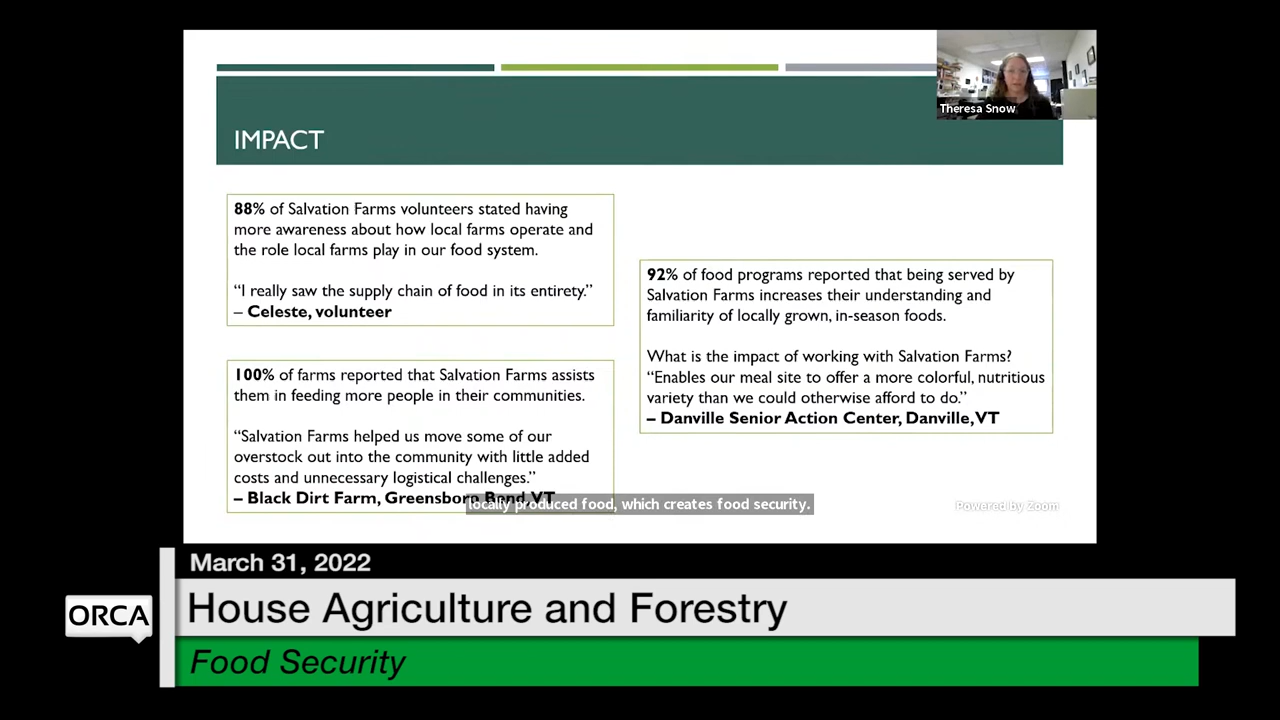 Theresa Snow
IMPACT
88% of Salvation Farms volunteers stated having
more awareness about how local farms operate and
the role local farms play in our food system.
“I really saw the supply chain of food in its entirety.”
– Celeste, volunteer
100% of farms reported that Salvation Farms assists
them in feeding more people in their communities.
“Salvation Farms helped us move some of our
overstock out into the community with little added
costs and unnecessary logistical challenges.”
– Black Dirt Farm, Greensboro Bend, VT
92% of food programs reported that being served by
Salvation Farms increases their understanding and
familiarity of locally grown, in-season foods.
What is the impact of working with Salvation Farms?
“Enables our meal site to offer a more colorful, nutritious
variety than we could otherwise afford to do.”
– Danville Senior Action Center, Danville, VT
locally produced food, which creates food security.
Powered by Zoom
March 31, 2022
ORCA
House Agriculture and Forestry
Food Security